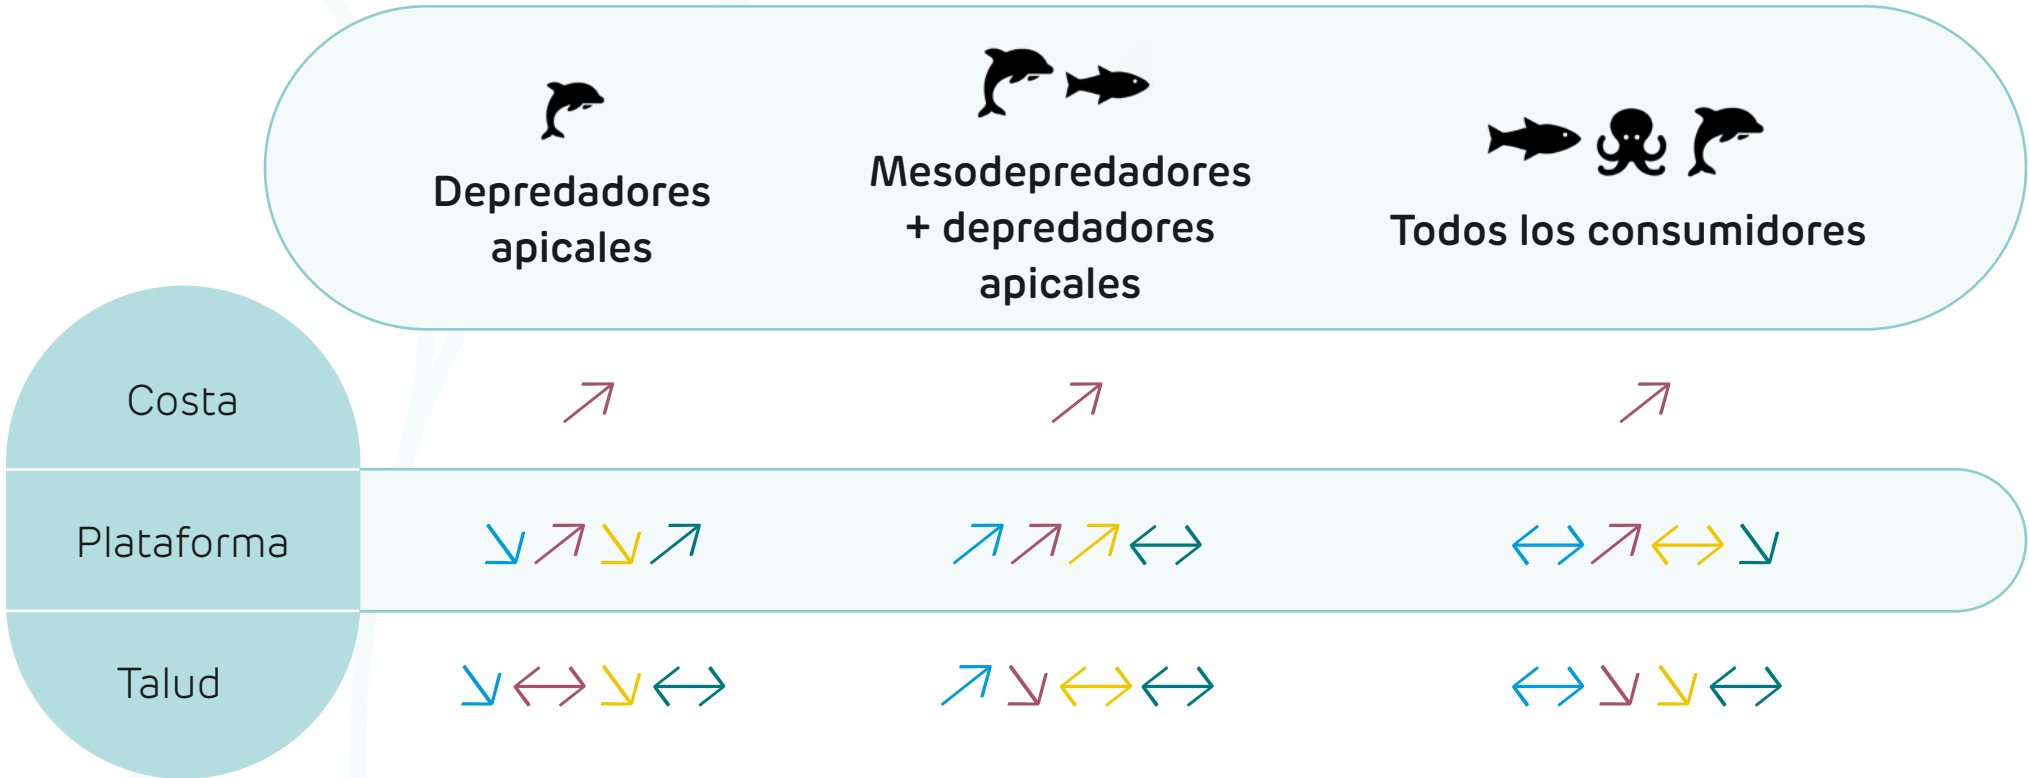 Depredadores
apicales
Mesodepredadores
+ depredadores
apicales
Todos los consumidores
Costa
Plataforma
Talud